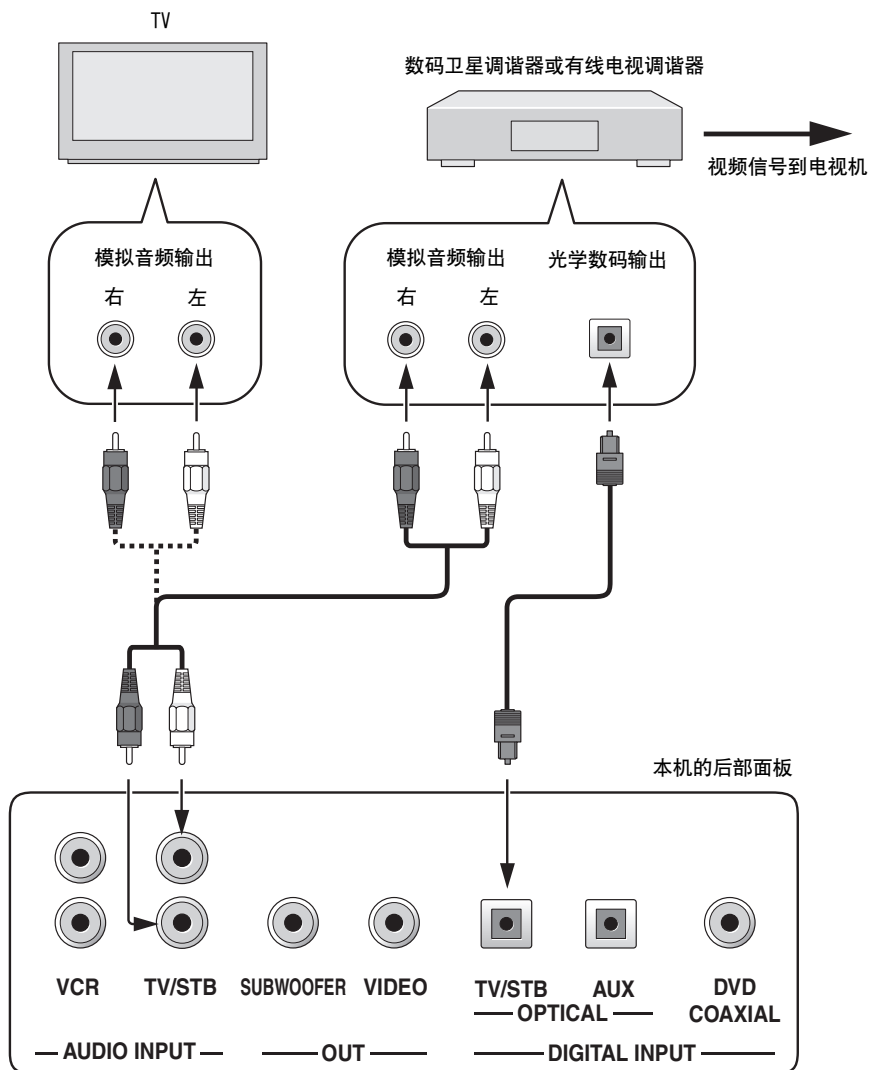 TV
数码卫星调谐器或有线电视调谐器
视频信号到电视机
模拟音频输出
右 左
模拟音频输出 光学数码输出
右 左
本机的后部面板
VCR TV/STB SUBWOOFER VIDEO TV/STB AUX DVD
OPTICAL COAXIAL
AUDIO INPUT OUT DIGITAL INPUT